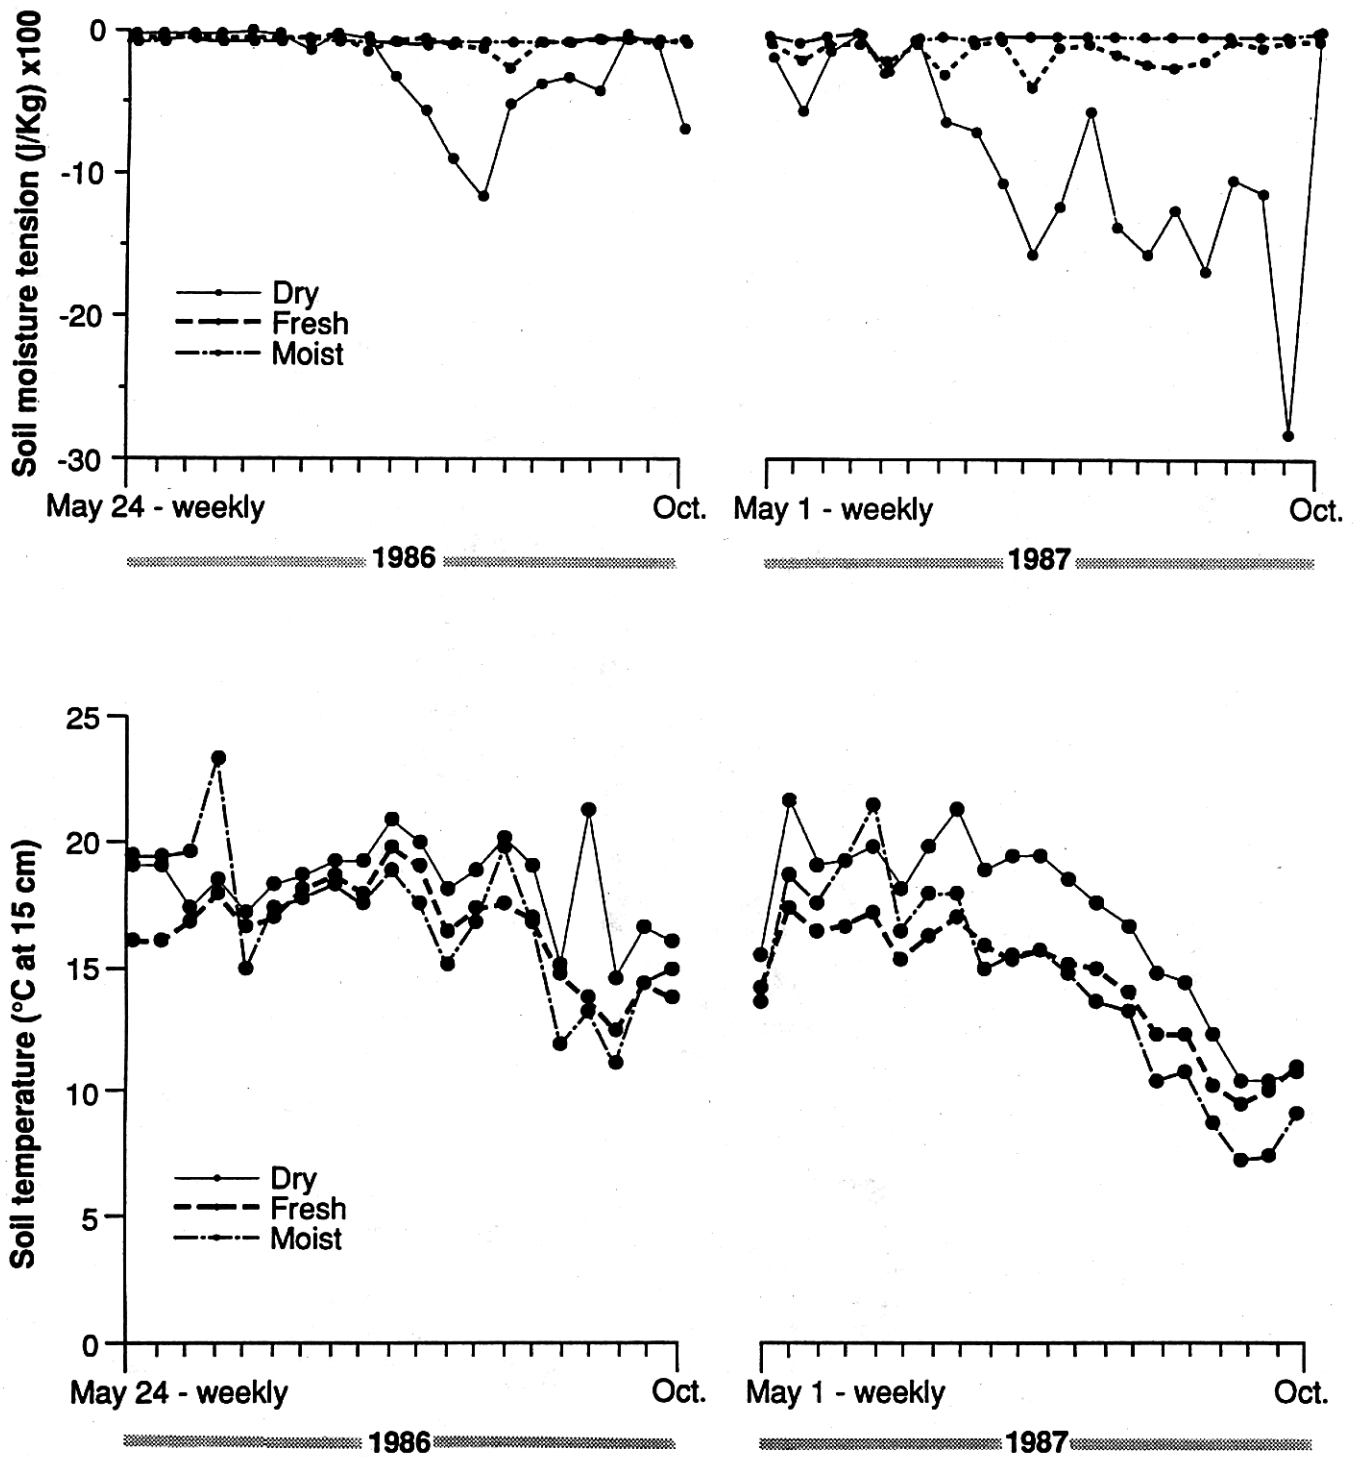 Soil moisture tension (j/Kg) x100
0
-10
-20
-30
Dry
Fresh
Moist
May 24 - weekly
Oct.
May 1 - weekly
Oct.
1986
1987
Soil temperature (°C at 15 cm)
25
20
15
10
5
0
Dry
Fresh
Moist
May 24 - weekly
Oct.
May 1 - weekly
Oct.
1986
1987